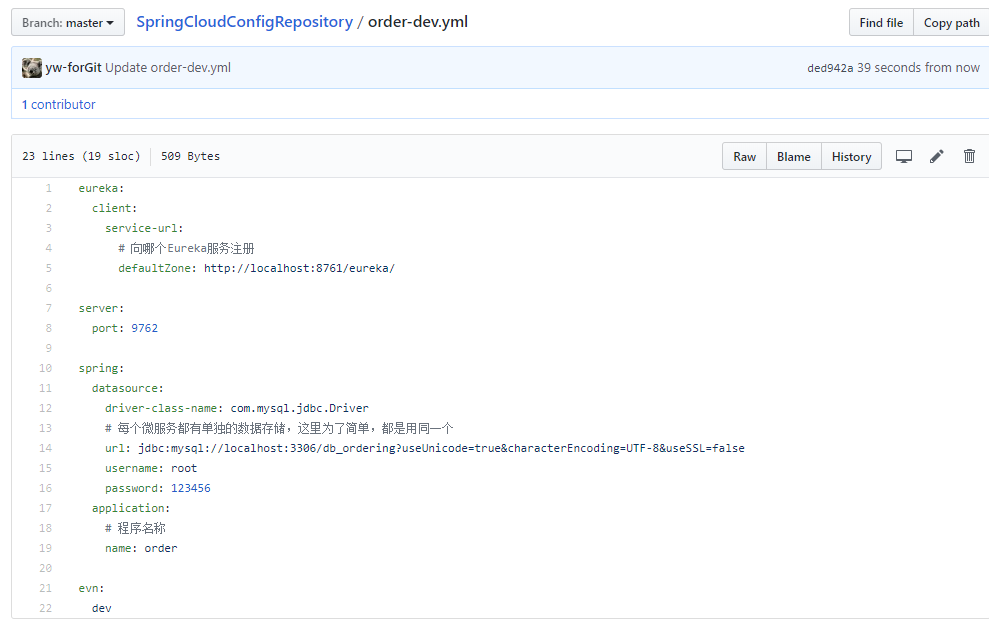 Branch: master
SpringCloudConfigRepository / order-dev.yml
Find file
Copy path
yw-forGit Update order-dev.yml
ded942a 39 seconds from now
1 contributor
23 lines (19 sloc)
509 Bytes
Raw
Blame
History
1 eureka:
2 client:
3 service-url:
4 # 向哪个Eureka服务注册
5 defaultZone: http://localhost:8761/eureka/
6
7 server:
8 port: 9762
9
10 spring:
11 datasource:
12 driver-class-name: com.mysql.jdbc.Driver
13 # 每个微服务都有单独的数据存储，这里为了简单，都是用同一个
14 url: jdbc:mysql://localhost:3306/db_ordering?useUnicode=true&characterEncoding=UTF-8&useSSL=false
15 username: root
16 password: 123456
17 application:
18 # 程序名称
19 name: order
20
21 evn:
22 dev